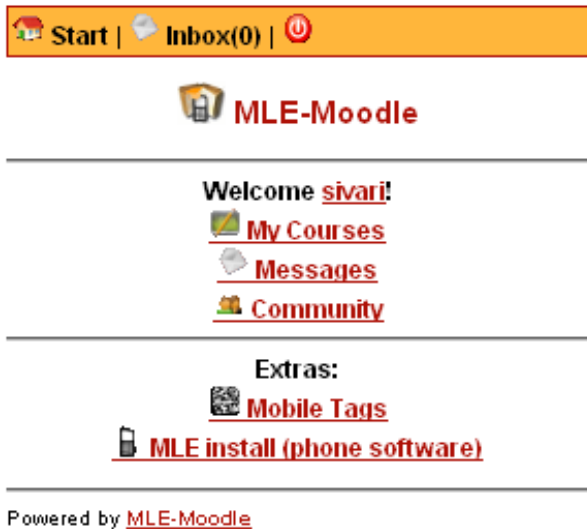 Start | Inbox(0) |
MLE-Moodle
Welcome sivari!
My Courses
Messages
Community
Extras:
Mobile Tags
MLE install (phone software)
Powered by MLE-Moodle